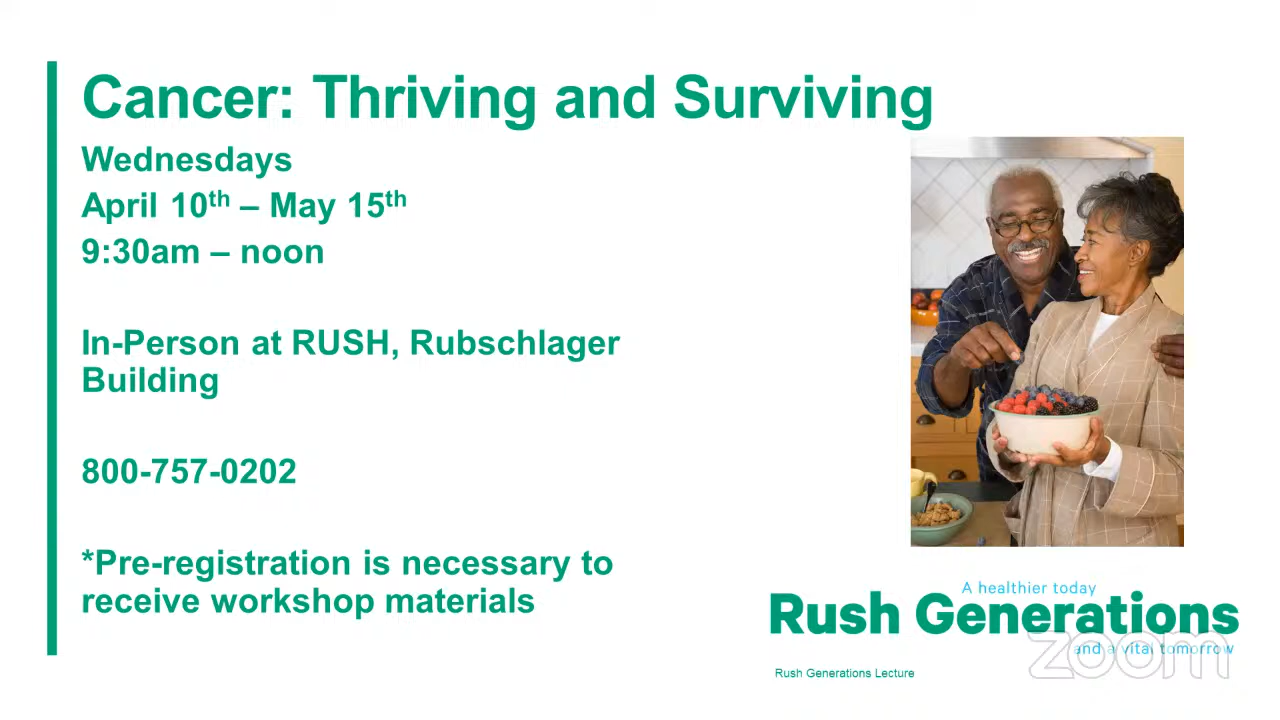 Cancer: Thriving and Surviving
Wednesdays
April 10th – May 15th
9:30am – noon
In-Person at RUSH, Rubschlager
Building
800-757-0202
*Pre-registration is necessary to
receive workshop materials
A healthier today
Rush Generations
and a vital tomorrow
zoom
Rush Generations Lecture